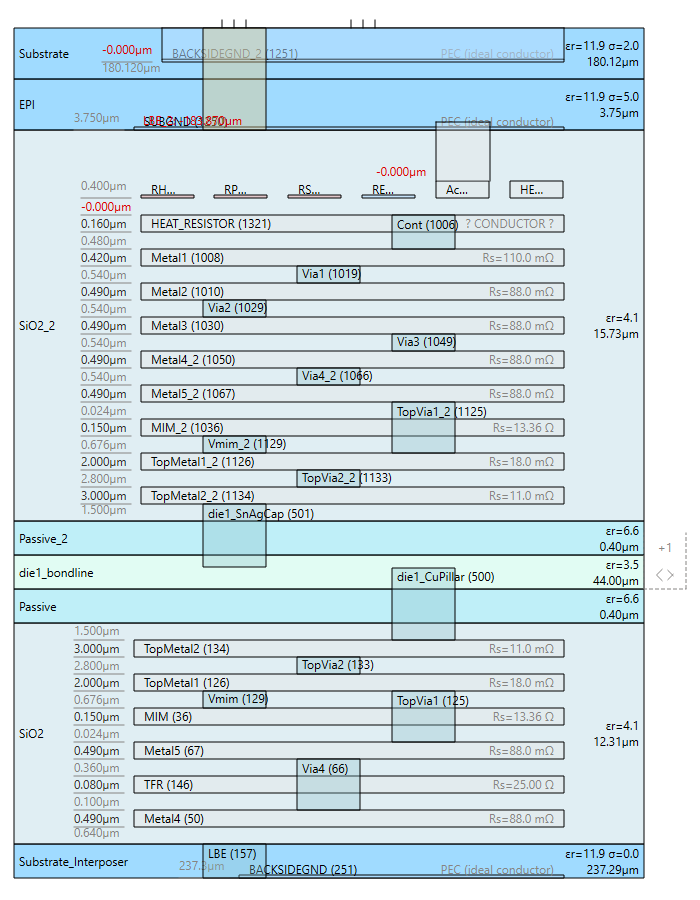 Substrate -0.000µm BACKSIDEGND_2 (1251) PEC (ideal conductor) εr=11.9 σ=2.0
180.120µm 180.12µm
EPI εr=11.9 σ=5.0
3.750µm SUBGND (1270) PEC (ideal conductor) 3.75µm
-0.000µm
0.400µm RH... RP... RS... RE... Ac... HE...
-0.000µm
0.160µm HEAT_RESISTOR (1321) Cont (1006) ? CONDUCTOR ?
0.480µm
0.420µm Metal1 (1008) Rs=110.0 mΩ
0.540µm Via1 (1019)
0.490µm Metal2 (1010) Rs=88.0 mΩ
0.540µm Via2 (1029)
SiO2_2 0.490µm Metal3 (1030) Rs=88.0 mΩ εr=4.1
15.73µm
0.540µm Via3 (1049)
0.490µm Metal4_2 (1050) Rs=88.0 mΩ
0.540µm Via4_2 (1066)
0.490µm Metal5_2 (1067) Rs=88.0 mΩ
0.024µm TopVia1_2 (1125)
0.150µm MIM_2 (1036) Rs=13.36 Ω
0.676µm Vmim_2 (1129)
2.000µm TopMetal1_2 (1126) Rs=18.0 mΩ
2.800µm TopVia2_2 (1133)
3.000µm TopMetal2_2 (1134) Rs=11.0 mΩ
1.500µm die1_SnAgCap (501)
Passive_2 εr=6.6
0.40µm
+1
die1_bondline die1_CuPillar (500) εr=3.5
44.00µm
< >
Passive εr=6.6
0.40µm
1.500µm
3.000µm TopMetal2 (134) Rs=11.0 mΩ
2.800µm TopVia2 (133)
2.000µm TopMetal1 (126) Rs=18.0 mΩ
0.676µm Vmim (129) TopVia1 (125)
0.150µm MIM (36) Rs=13.36 Ω
SiO2 0.024µm εr=4.1
12.31µm
0.490µm Metal5 (67) Rs=88.0 mΩ
0.360µm Via4 (66)
0.080µm TFR (146) Rs=25.00 Ω
0.100µm
0.490µm Metal4 (50) Rs=88.0 mΩ
0.640µm
Substrate_Interposer LBE (157) εr=11.9 σ=0.0
BACKSIDEGND (251) PEC (ideal conductor) 237.29µm